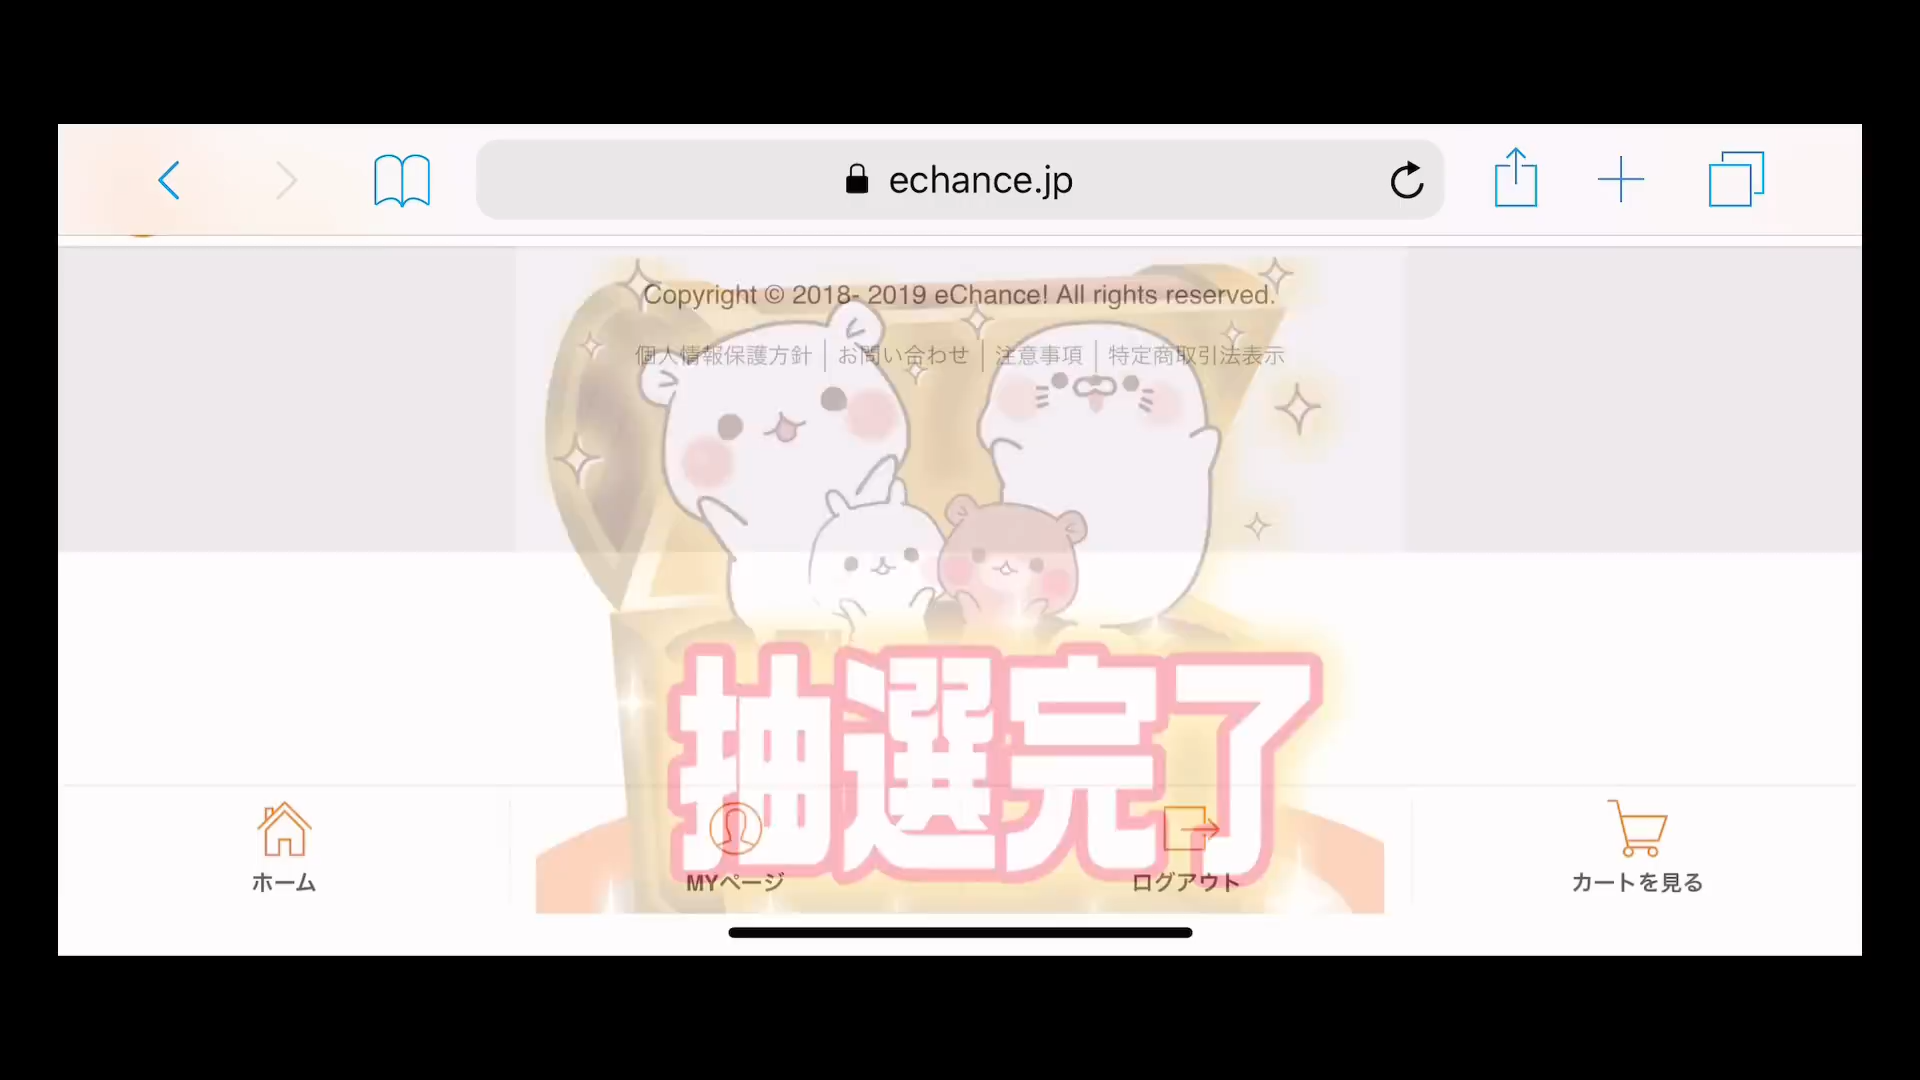 echance.jp
Copyright © 2018- 2019 eChance! All rights reserved.
個人情報保護方針 | お問い合わせ | 注意事項 | 特定商取引法表示
抽選完了
ホーム
MYページ
ログアウト
カートを見る